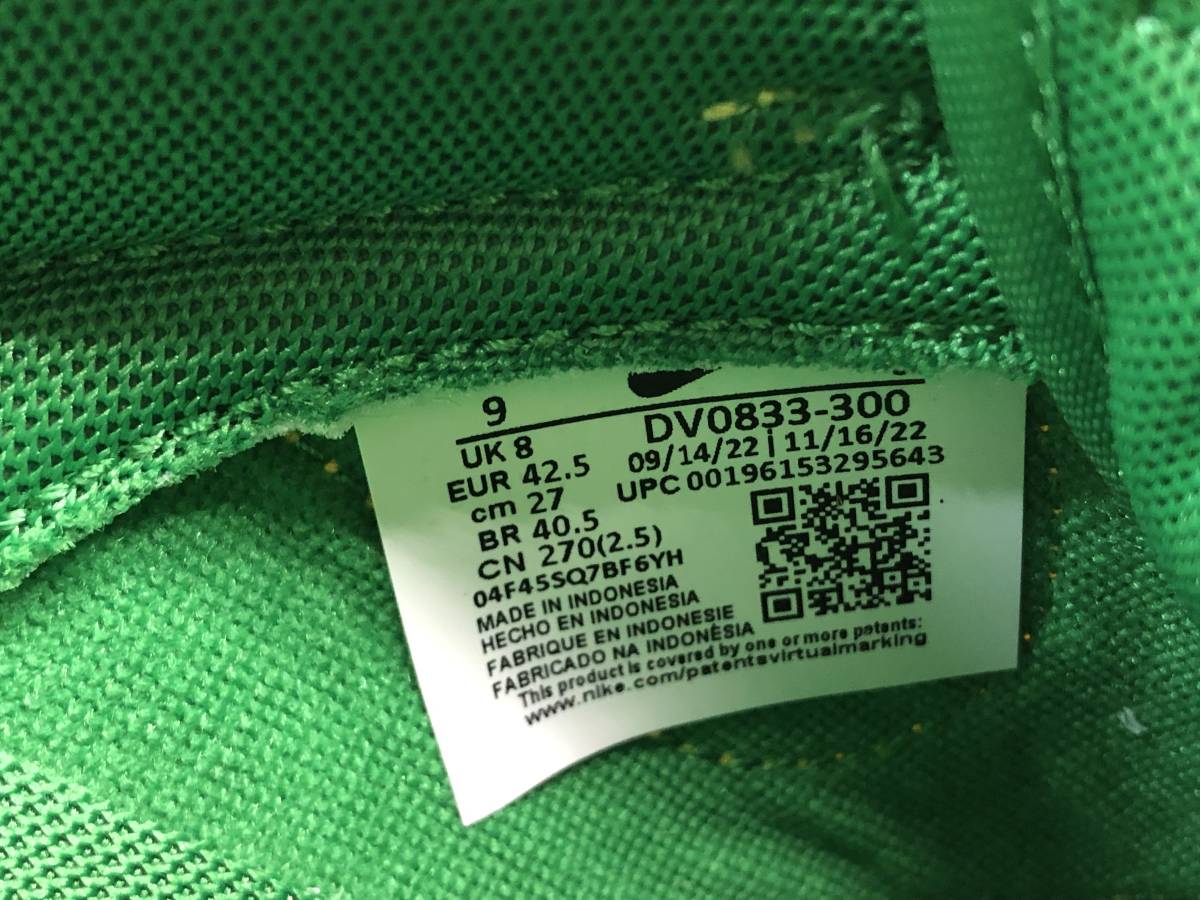 9
UK 8
EUR 42.5
cm 27
BR 40.5
CN 270(2.5)
04F45SQ7BF6YH
MADE IN INDONESIA
HECHO EN INDONESIA
FABRIQUE EN INDONESIE
FABRICADO NA INDONÉSIA
This product is covered by one or more patents:
www.nike.com/patentsvirtualmarking
DV0833-300
09/14/22 | 11/16/22
UPC 00196153295643